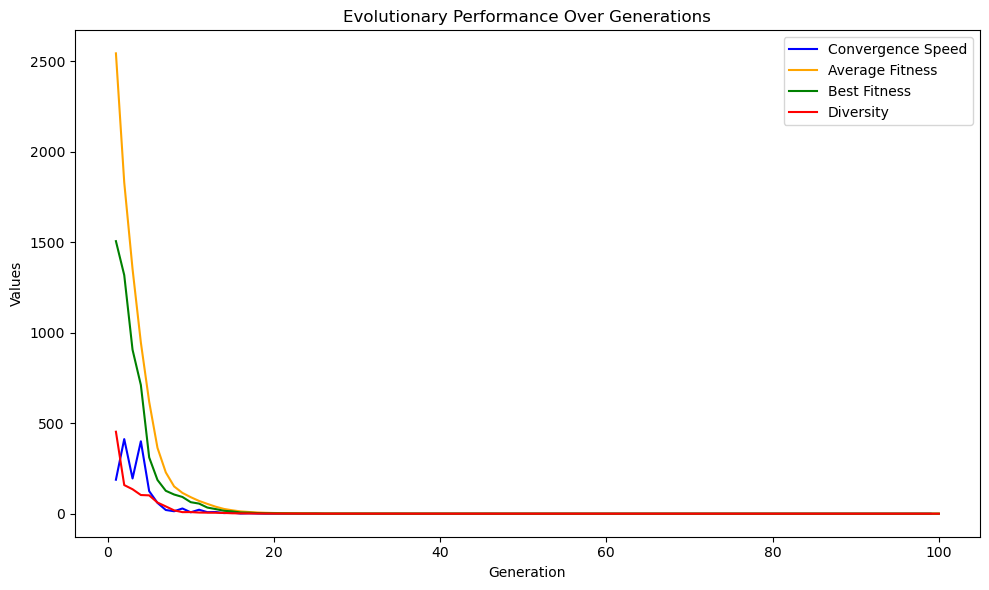 Evolutionary Performance Over Generations
Convergence Speed
Average Fitness
Best Fitness
Diversity
Values
2500
2000
1500
1000
500
0
0 20 40 60 80 100
Generation